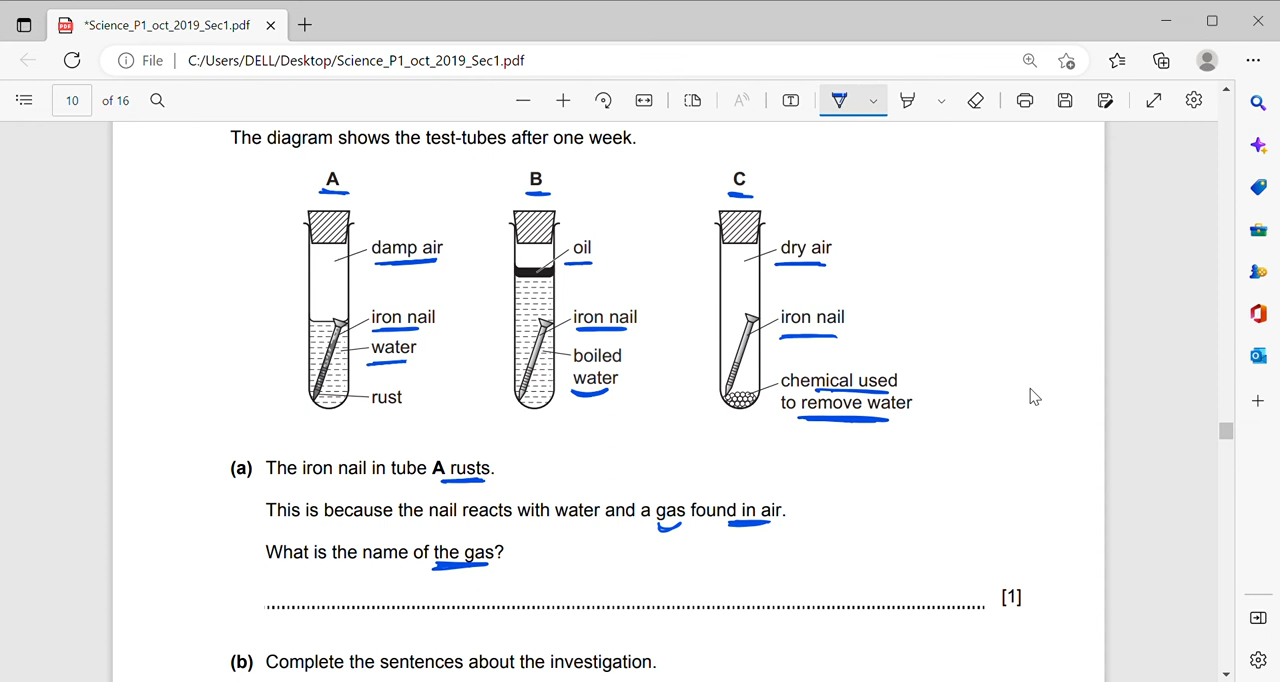 *Science_P1_oct_2019_Sec1.pdf
File
C:/Users/DELL/Desktop/Science_P1_oct_2019_Sec1.pdf
10 of 16
The diagram shows the test-tubes after one week.
A B C
damp air oil dry air
iron nail iron nail iron nail
water boiled
water
chemical used
rust to remove water
(a) The iron nail in tube A rusts.
This is because the nail reacts with water and a gas found in air.
What is the name of the gas?
[1]
(b) Complete the sentences about the investigation.